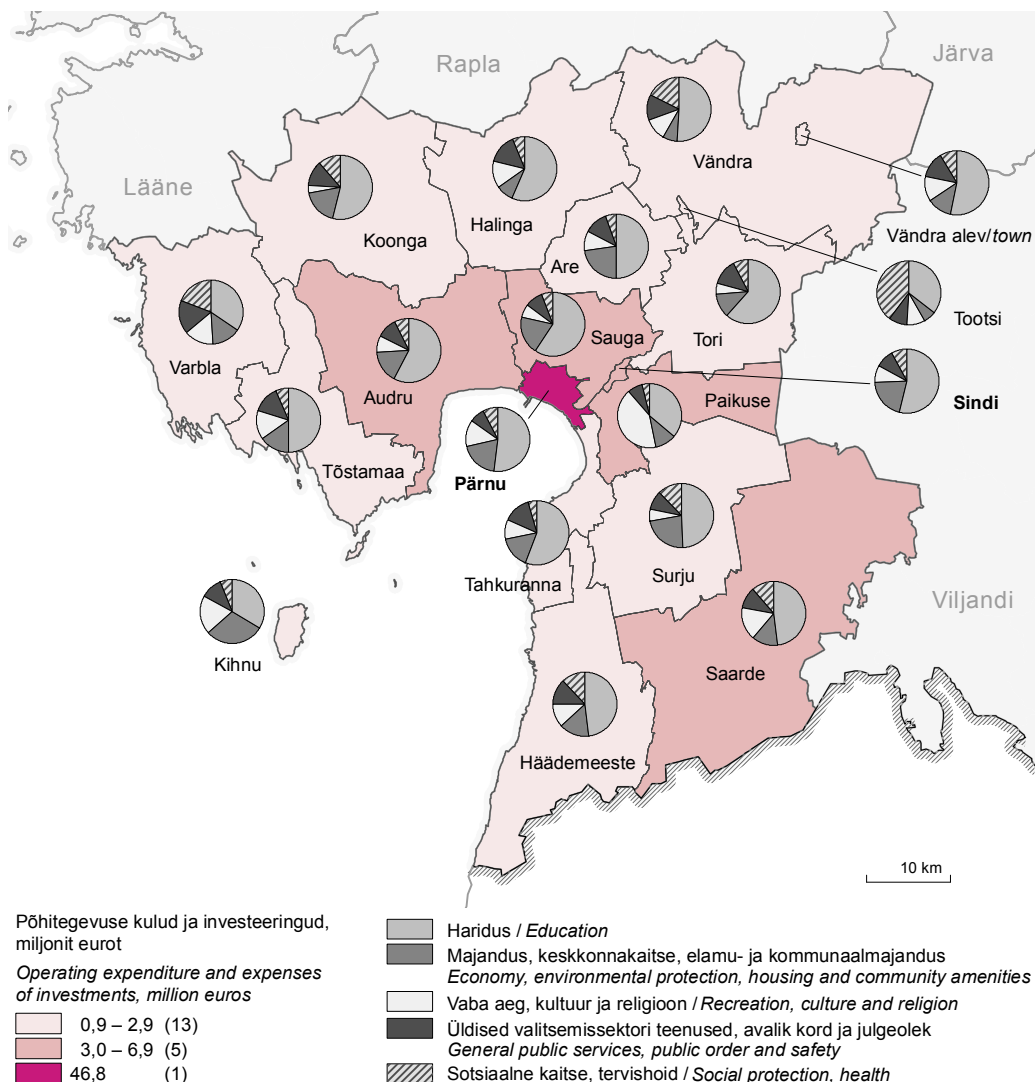 Rapla
Järva
Lääne
Vändra
Koonga
Halinga
Vändra alev/town
Are
Tootsi
Varbla
Sauga
Tori
Audru
Paikuse
Sindi
Tõstamaa
Pärnu
Tahkuranna
Surju
Viljandi
Kihnu
Saarde
Häädemeeste
10 km
Põhitegevuse kulud ja investeeringud,
miljonit eurot
Operating expenditure and expenses
of investments, million euros
0,9 – 2,9 (13)
3,0 – 6,9 (5)
46,8 (1)
Haridus / Education
Majandus, keskkonnakaitse, elamu- ja kommunaalmajandus
Economy, environmental protection, housing and community amenities
Vaba aeg, kultuur ja religioon / Recreation, culture and religion
Üldised valitsemissektori teenused, avalik kord ja julgeolek
General public services, public order and safety
Sotsiaalne kaitse, tervishoid / Social protection, health